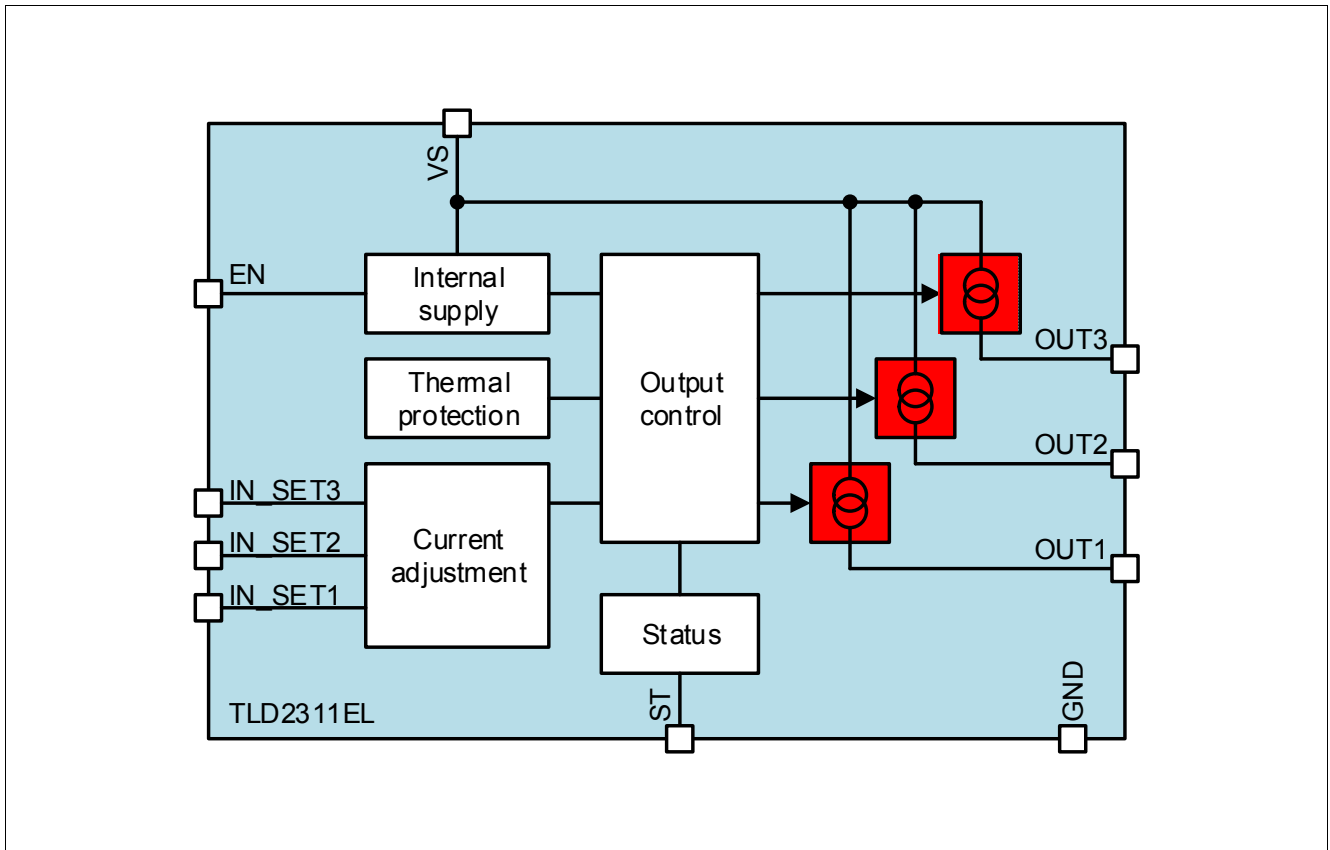 VS
EN
Internal
supply
Thermal
protection
Output
control
OUT3
OUT2
IN_SET3
IN_SET2
IN_SET1
Current
adjustment
OUT1
Status
TLD2311EL
ST
GND